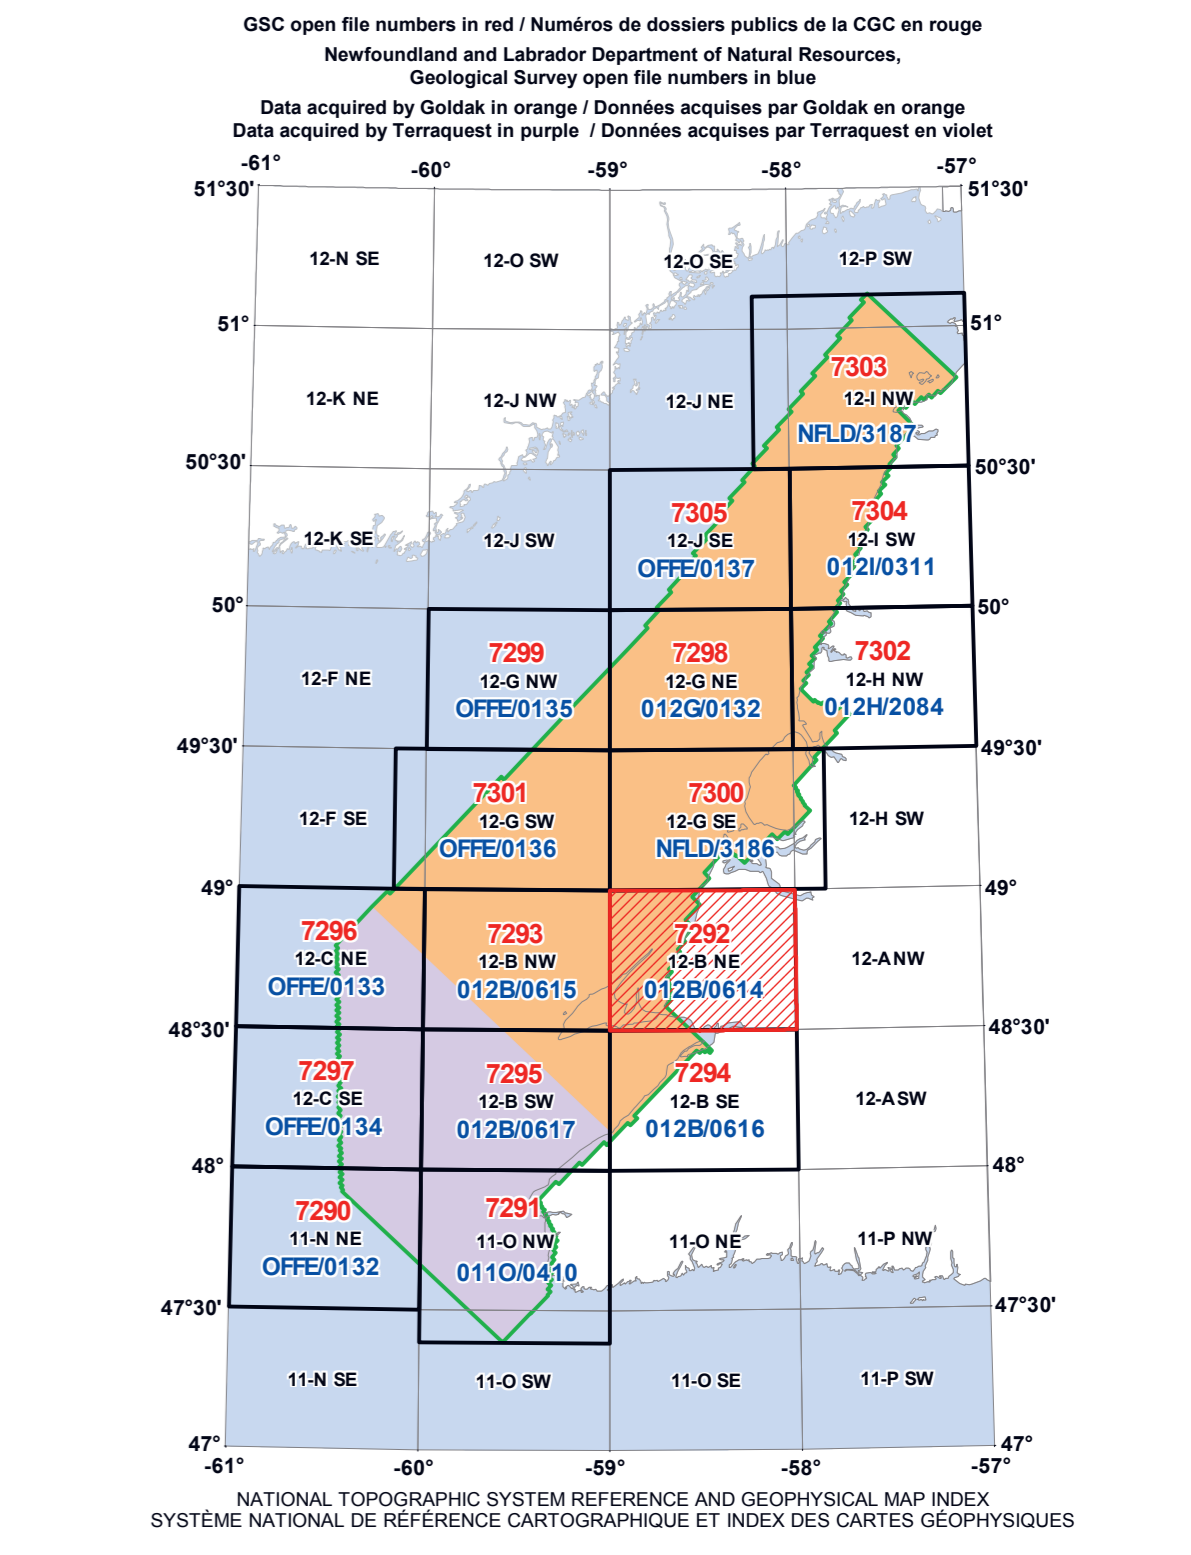 GSC open file numbers in red / Numéros de dossiers publics de la CGC en rouge
Newfoundland and Labrador Department of Natural Resources,
Geological Survey open file numbers in blue
Data acquired by Goldak in orange / Données acquises par Goldak en orange
Data acquired by Terraquest in purple / Données acquises par Terraquest en violet
-61° -60° -59° -58° -57°
51°30' 51°30'
12-N SE 12-O SW 12-O SE 12-P SW
51° 51°
7303
12-K NE 12-J NW 12-J NE 12-I NW
NFLD/3187
50°30' 50°30'
7305 7304
12-K SE 12-J SW 12-J SE 12-I SW
OFFE/0137 012I/0311
50° 50°
7299 7298 7302
12-F NE 12-G NW 12-G NE 12-H NW
OFFE/0135 012G/0132 012H/2084
49°30' 49°30'
7301 7300
12-F SE 12-G SW 12-G SE 12-H SW
OFFE/0136 NFLD/3186
49° 49°
7296 7293 7292
12-C NE 12-B NW 12-B NE 12-A NW
OFFE/0133 012B/0615 012B/0614
48°30' 48°30'
7297 7295 7294
12-C SE 12-B SW 12-B SE 12-A SW
OFFE/0134 012B/0617 012B/0616
48° 48°
7290 7291
11-N NE 11-O NW 11-O NE 11-P NW
OFFE/0132 011O/0410
47°30' 47°30'
11-N SE 11-O SW 11-O SE 11-P SW
47° 47°
-61° -60° -59° -58° -57°
NATIONAL TOPOGRAPHIC SYSTEM REFERENCE AND GEOPHYSICAL MAP INDEX
SYSTÈME NATIONAL DE RÉFÉRENCE CARTOGRAPHIQUE ET INDEX DES CARTES GÉOPHYSIQUES